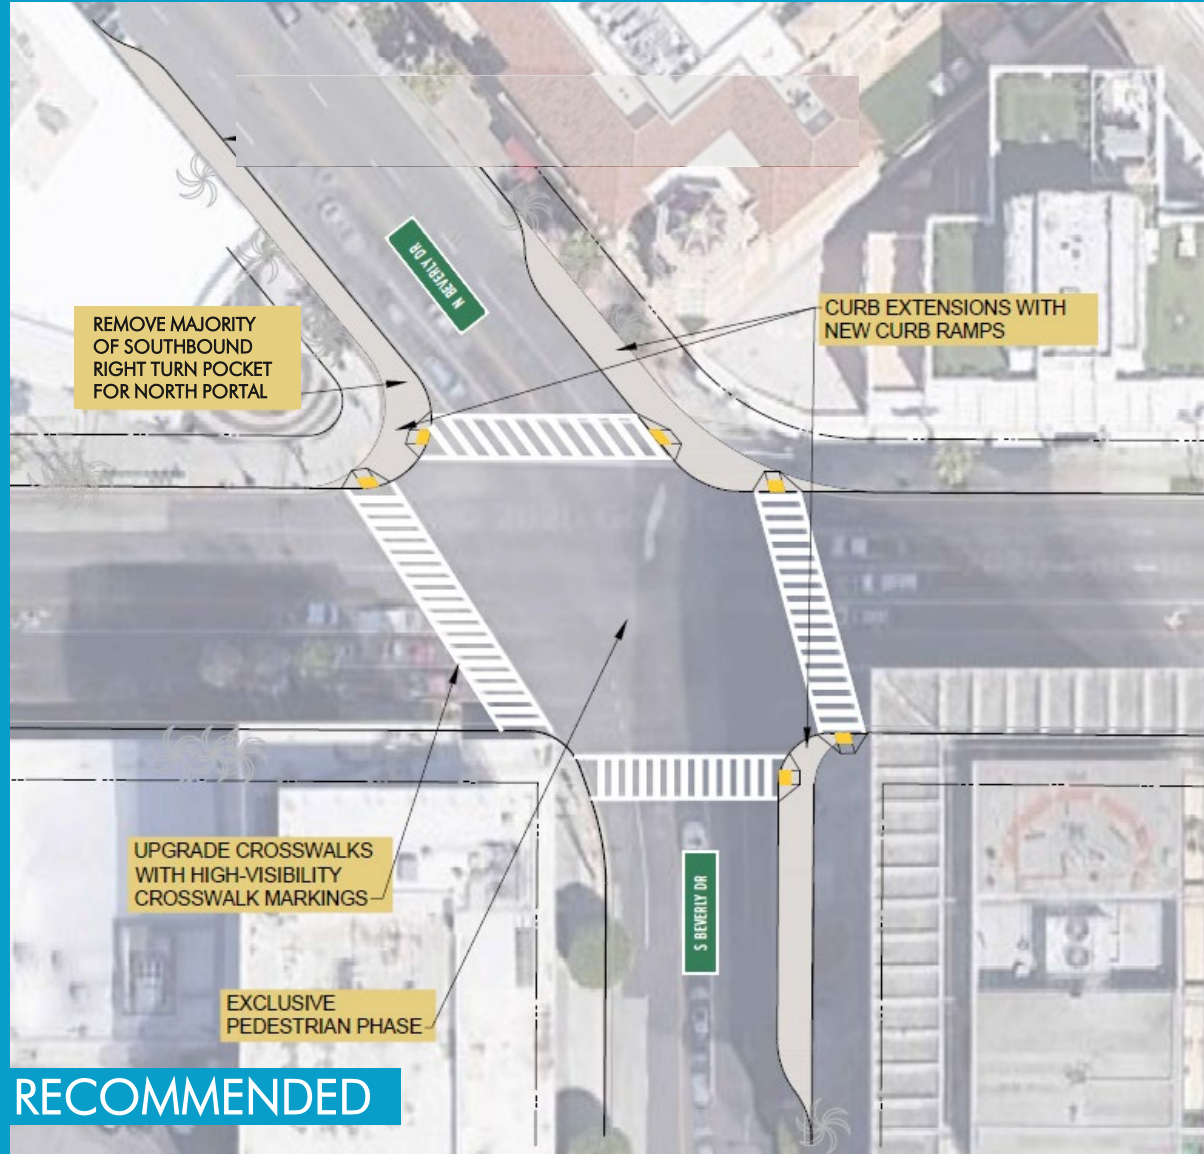 N BEVERLY DR
REMOVE MAJORITY
OF SOUTHBOUND
RIGHT TURN POCKET
FOR NORTH PORTAL
CURB EXTENSIONS WITH
NEW CURB RAMPS
UPGRADE CROSSWALKS
WITH HIGH-VISIBILITY
CROSSWALK MARKINGS
S BEVERLY DR
EXCLUSIVE
PEDESTRIAN PHASE
RECOMMENDED